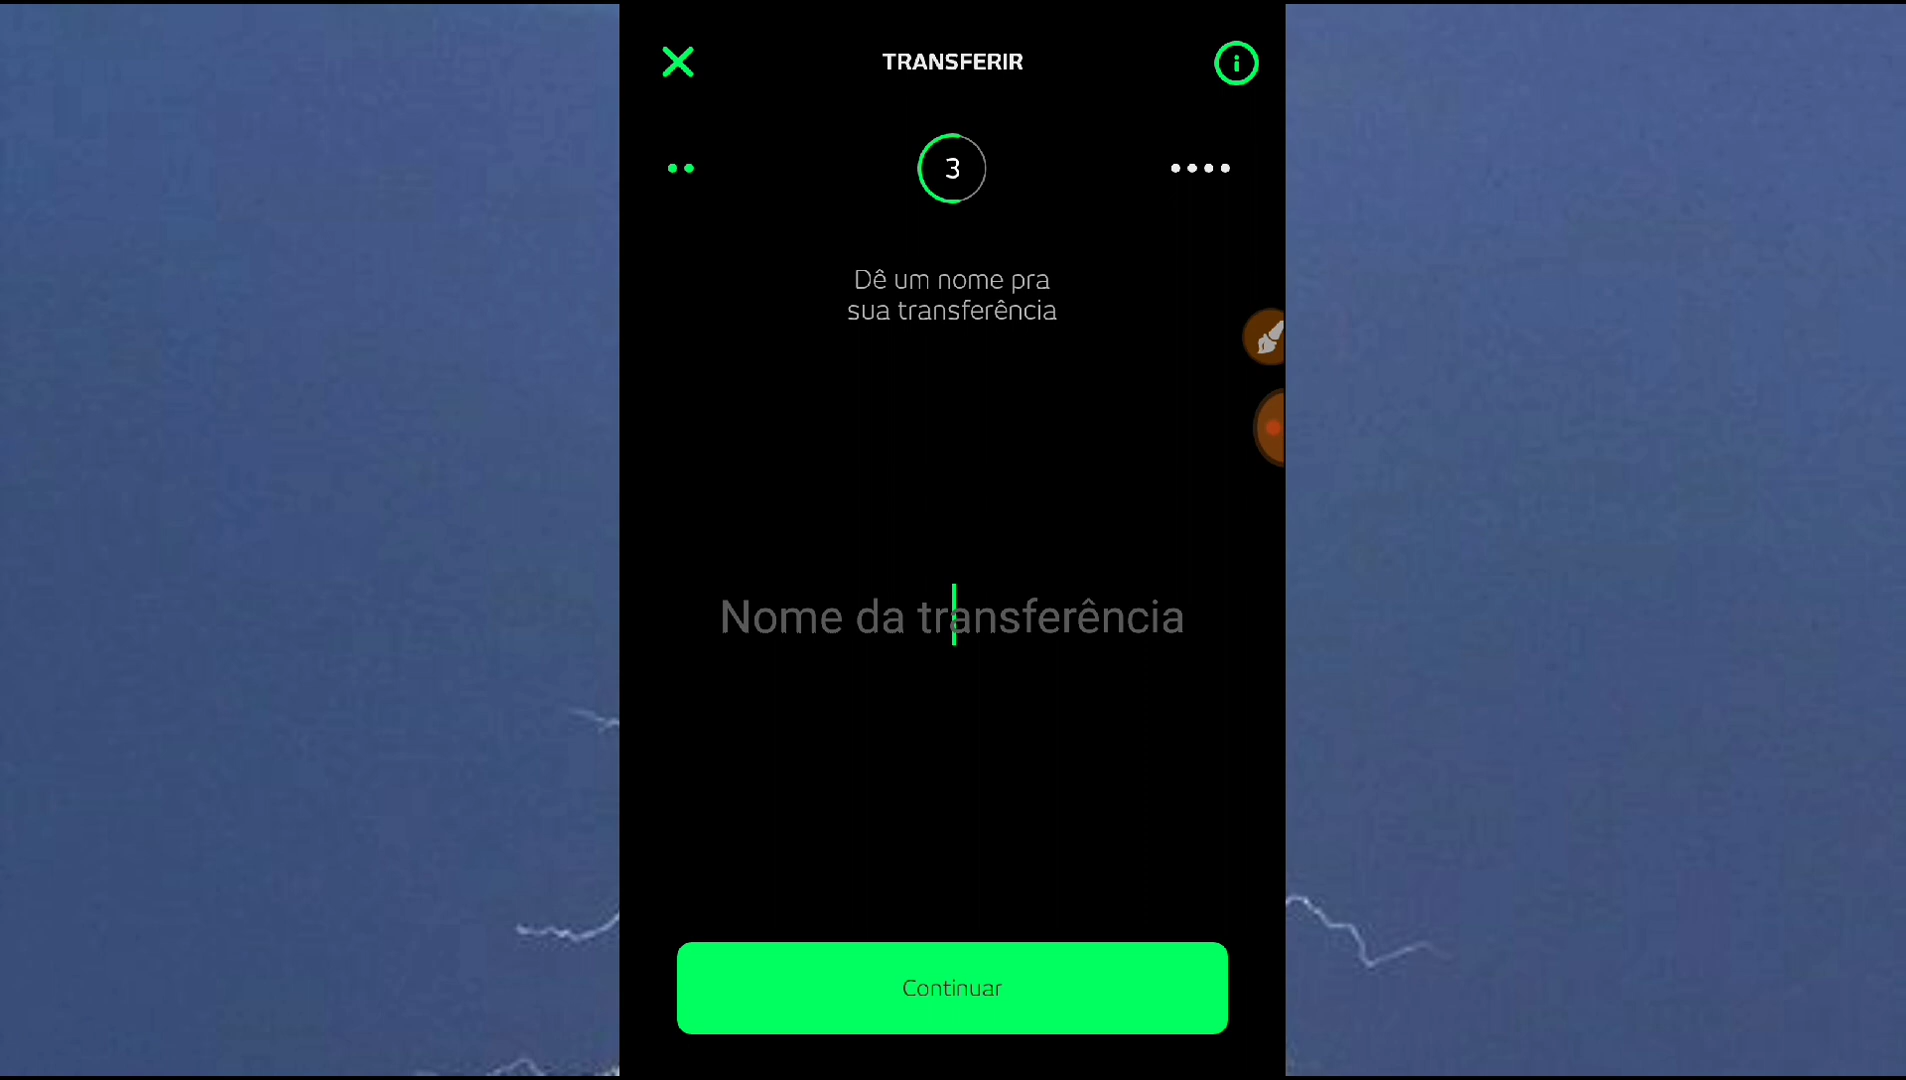 TRANSFERIR
3
Dê um nome pra
sua transferência
Nome da transferência
Continuar